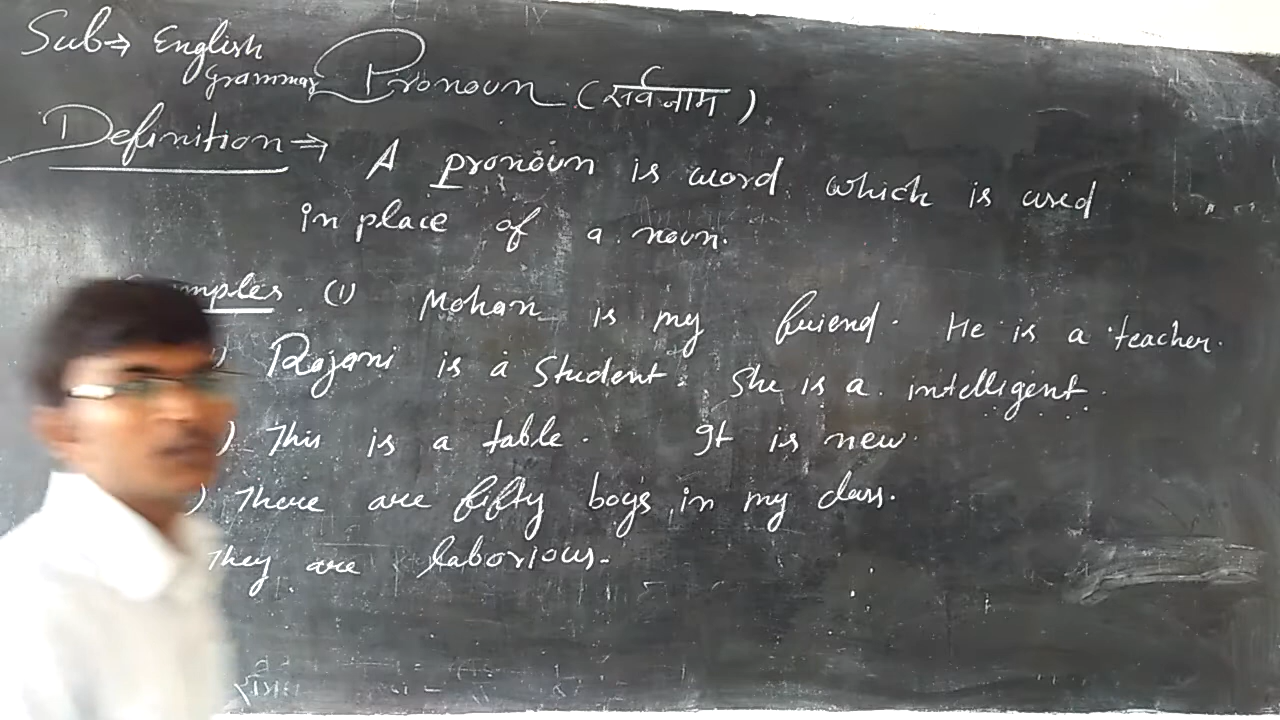 Sub→ English
Grammar Pronoun (सर्वनाम)
Definition ⇒ A pronoun is word which is used
in place of a noun.
mples. (1) Mohan is my friend. He is a teacher.
) Rajani is a student. She is a intelligent.
) This is a table. It is new.
) There are fifty boys in my class.
They are laborious.